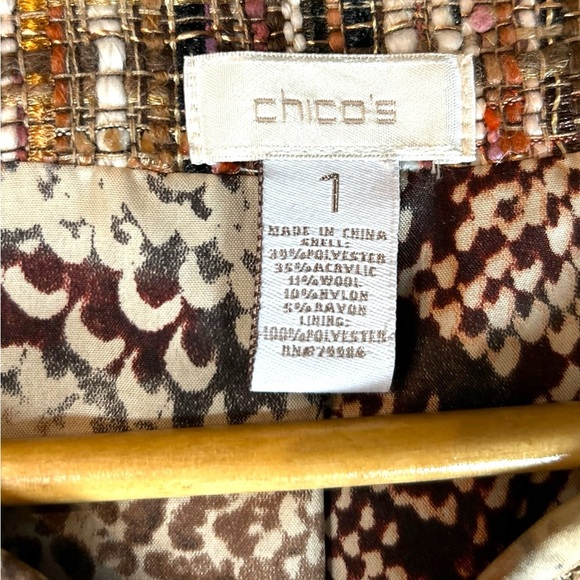 chico's
1
MADE IN CHINA
SHELL:
39%POLYESTER
35%ACRYLIC
11%WOOL
10%NYLON
5%RAYON
LINING:
100%POLYESTER
RN#79984